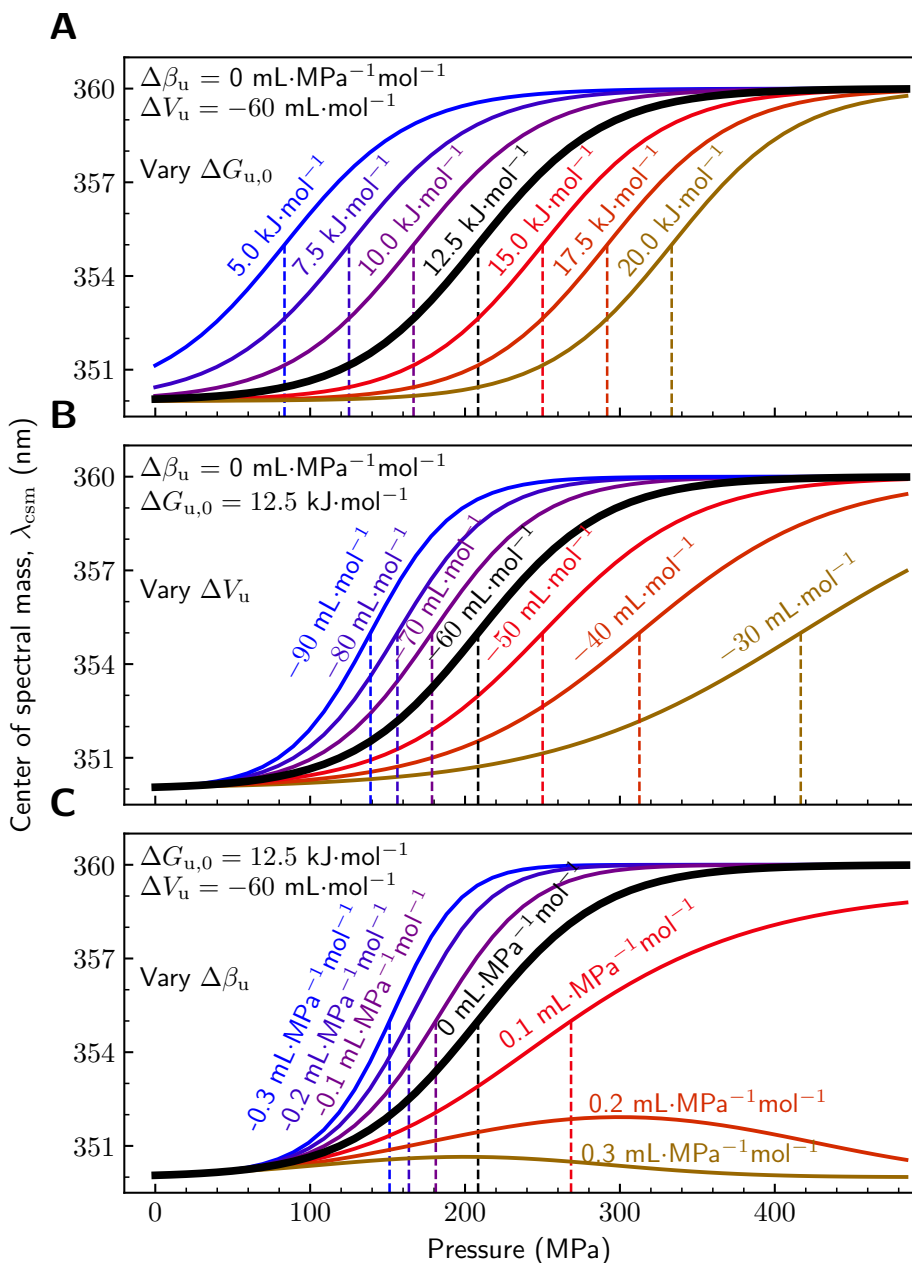 A
Δβu = 0 mL·MPa⁻¹mol⁻¹
ΔVu = −60 mL·mol⁻¹
Vary ΔGu,0
5.0 kJ·mol⁻¹
7.5 kJ·mol⁻¹
10.0 kJ·mol⁻¹
12.5 kJ·mol⁻¹
15.0 kJ·mol⁻¹
17.5 kJ·mol⁻¹
20.0 kJ·mol⁻¹
360
357
354
351
B
Δβu = 0 mL·MPa⁻¹mol⁻¹
ΔGu,0 = 12.5 kJ·mol⁻¹
Vary ΔVu
−90 mL·mol⁻¹
−80 mL·mol⁻¹
−70 mL·mol⁻¹
−60 mL·mol⁻¹
−50 mL·mol⁻¹
−40 mL·mol⁻¹
−30 mL·mol⁻¹
360
357
354
351
Center of spectral mass, λcsm (nm)
C
ΔGu,0 = 12.5 kJ·mol⁻¹
ΔVu = −60 mL·mol⁻¹
Vary Δβu
-0.3 mL·MPa⁻¹mol⁻¹
-0.2 mL·MPa⁻¹mol⁻¹
-0.1 mL·MPa⁻¹mol⁻¹
0 mL·MPa⁻¹mol⁻¹
0.1 mL·MPa⁻¹mol⁻¹
0.2 mL·MPa⁻¹mol⁻¹
0.3 mL·MPa⁻¹mol⁻¹
360
357
354
351
0 100 200 300 400
Pressure (MPa)